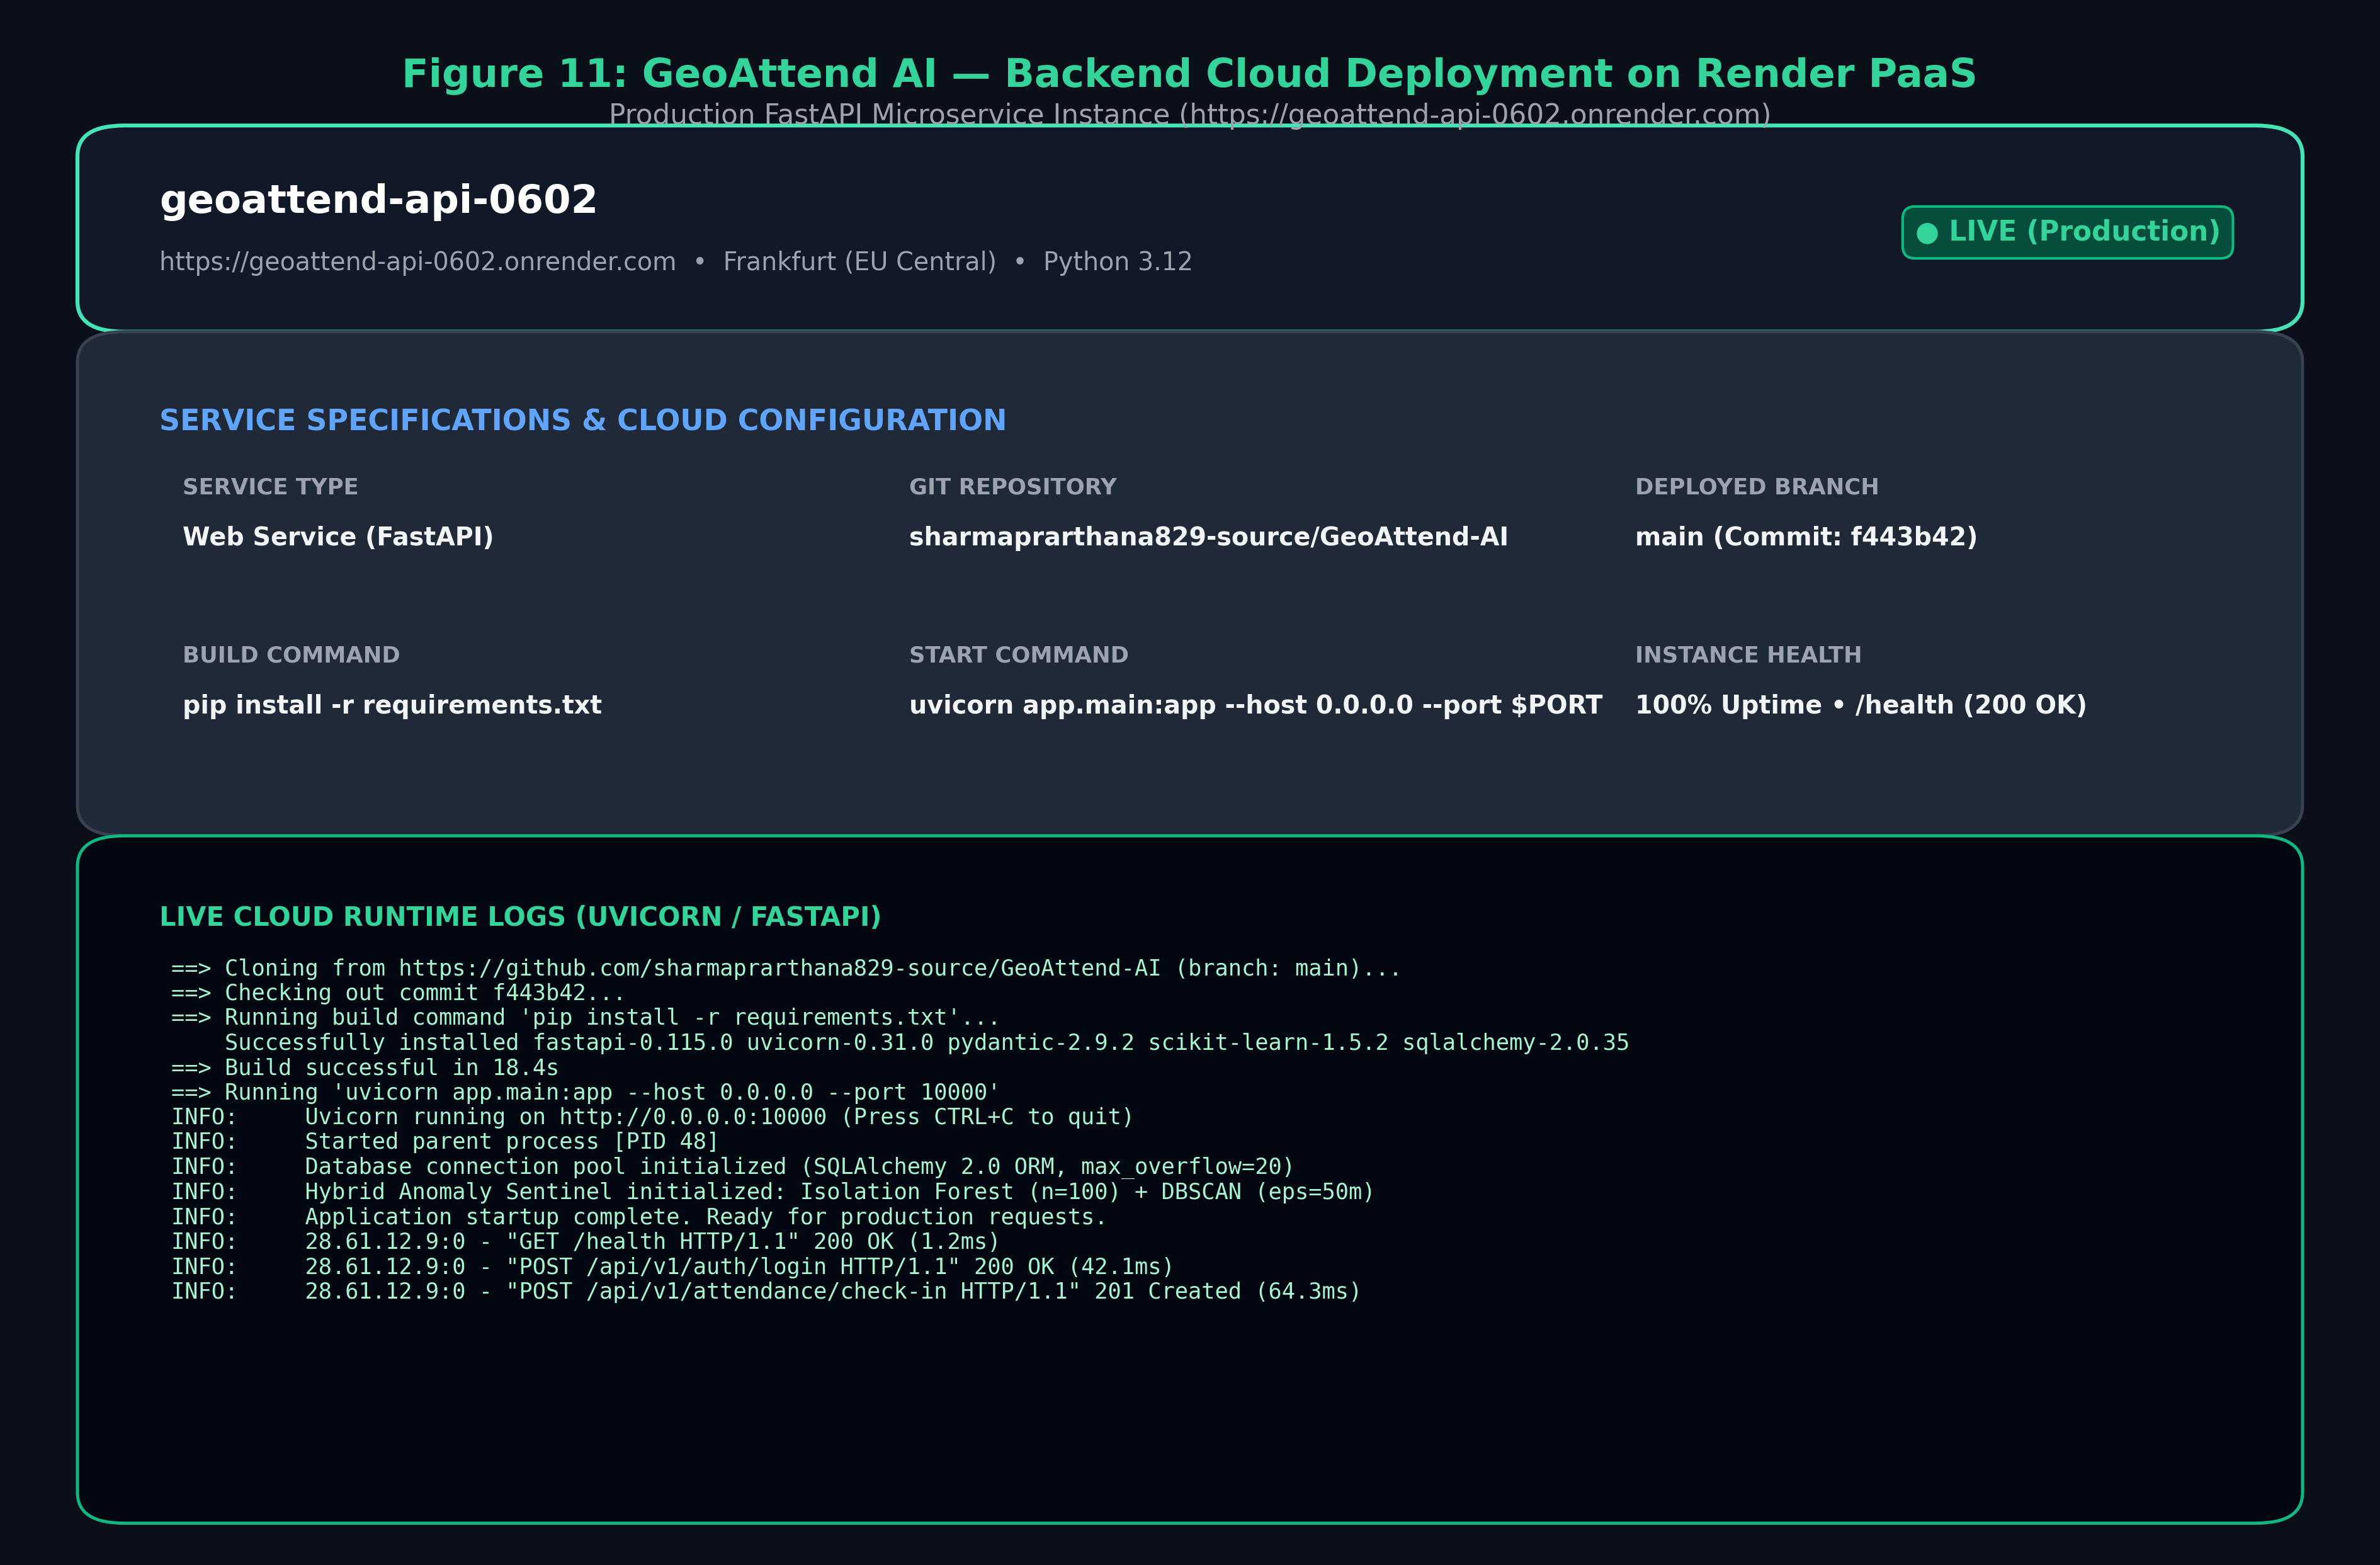 Figure 11: GeoAttend AI — Backend Cloud Deployment on Render PaaS
Production FastAPI Microservice Instance (https://geoattend-api-0602.onrender.com)
geoattend-api-0602
● LIVE (Production)
https://geoattend-api-0602.onrender.com • Frankfurt (EU Central) • Python 3.12
SERVICE SPECIFICATIONS & CLOUD CONFIGURATION
SERVICE TYPE
Web Service (FastAPI)
GIT REPOSITORY
sharmaprarthana829-source/GeoAttend-AI
DEPLOYED BRANCH
main (Commit: f443b42)
BUILD COMMAND
pip install -r requirements.txt
START COMMAND
uvicorn app.main:app --host 0.0.0.0 --port $PORT
INSTANCE HEALTH
100% Uptime • /health (200 OK)
LIVE CLOUD RUNTIME LOGS (UVICORN / FASTAPI)
==> Cloning from https://github.com/sharmaprarthana829-source/GeoAttend-AI (branch: main)...
==> Checking out commit f443b42...
==> Running build command 'pip install -r requirements.txt'...
Successfully installed fastapi-0.115.0 uvicorn-0.31.0 pydantic-2.9.2 scikit-learn-1.5.2 sqlalchemy-2.0.35
==> Build successful in 18.4s
==> Running 'uvicorn app.main:app --host 0.0.0.0 --port 10000'
INFO:     Uvicorn running on http://0.0.0.0:10000 (Press CTRL+C to quit)
INFO:     Started parent process [PID 48]
INFO:     Database connection pool initialized (SQLAlchemy 2.0 ORM, max_overflow=20)
INFO:     Hybrid Anomaly Sentinel initialized: Isolation Forest (n=100) + DBSCAN (eps=50m)
INFO:     Application startup complete. Ready for production requests.
INFO:     28.61.12.9:0 - "GET /health HTTP/1.1" 200 OK (1.2ms)
INFO:     28.61.12.9:0 - "POST /api/v1/auth/login HTTP/1.1" 200 OK (42.1ms)
INFO:     28.61.12.9:0 - "POST /api/v1/attendance/check-in HTTP/1.1" 201 Created (64.3ms)